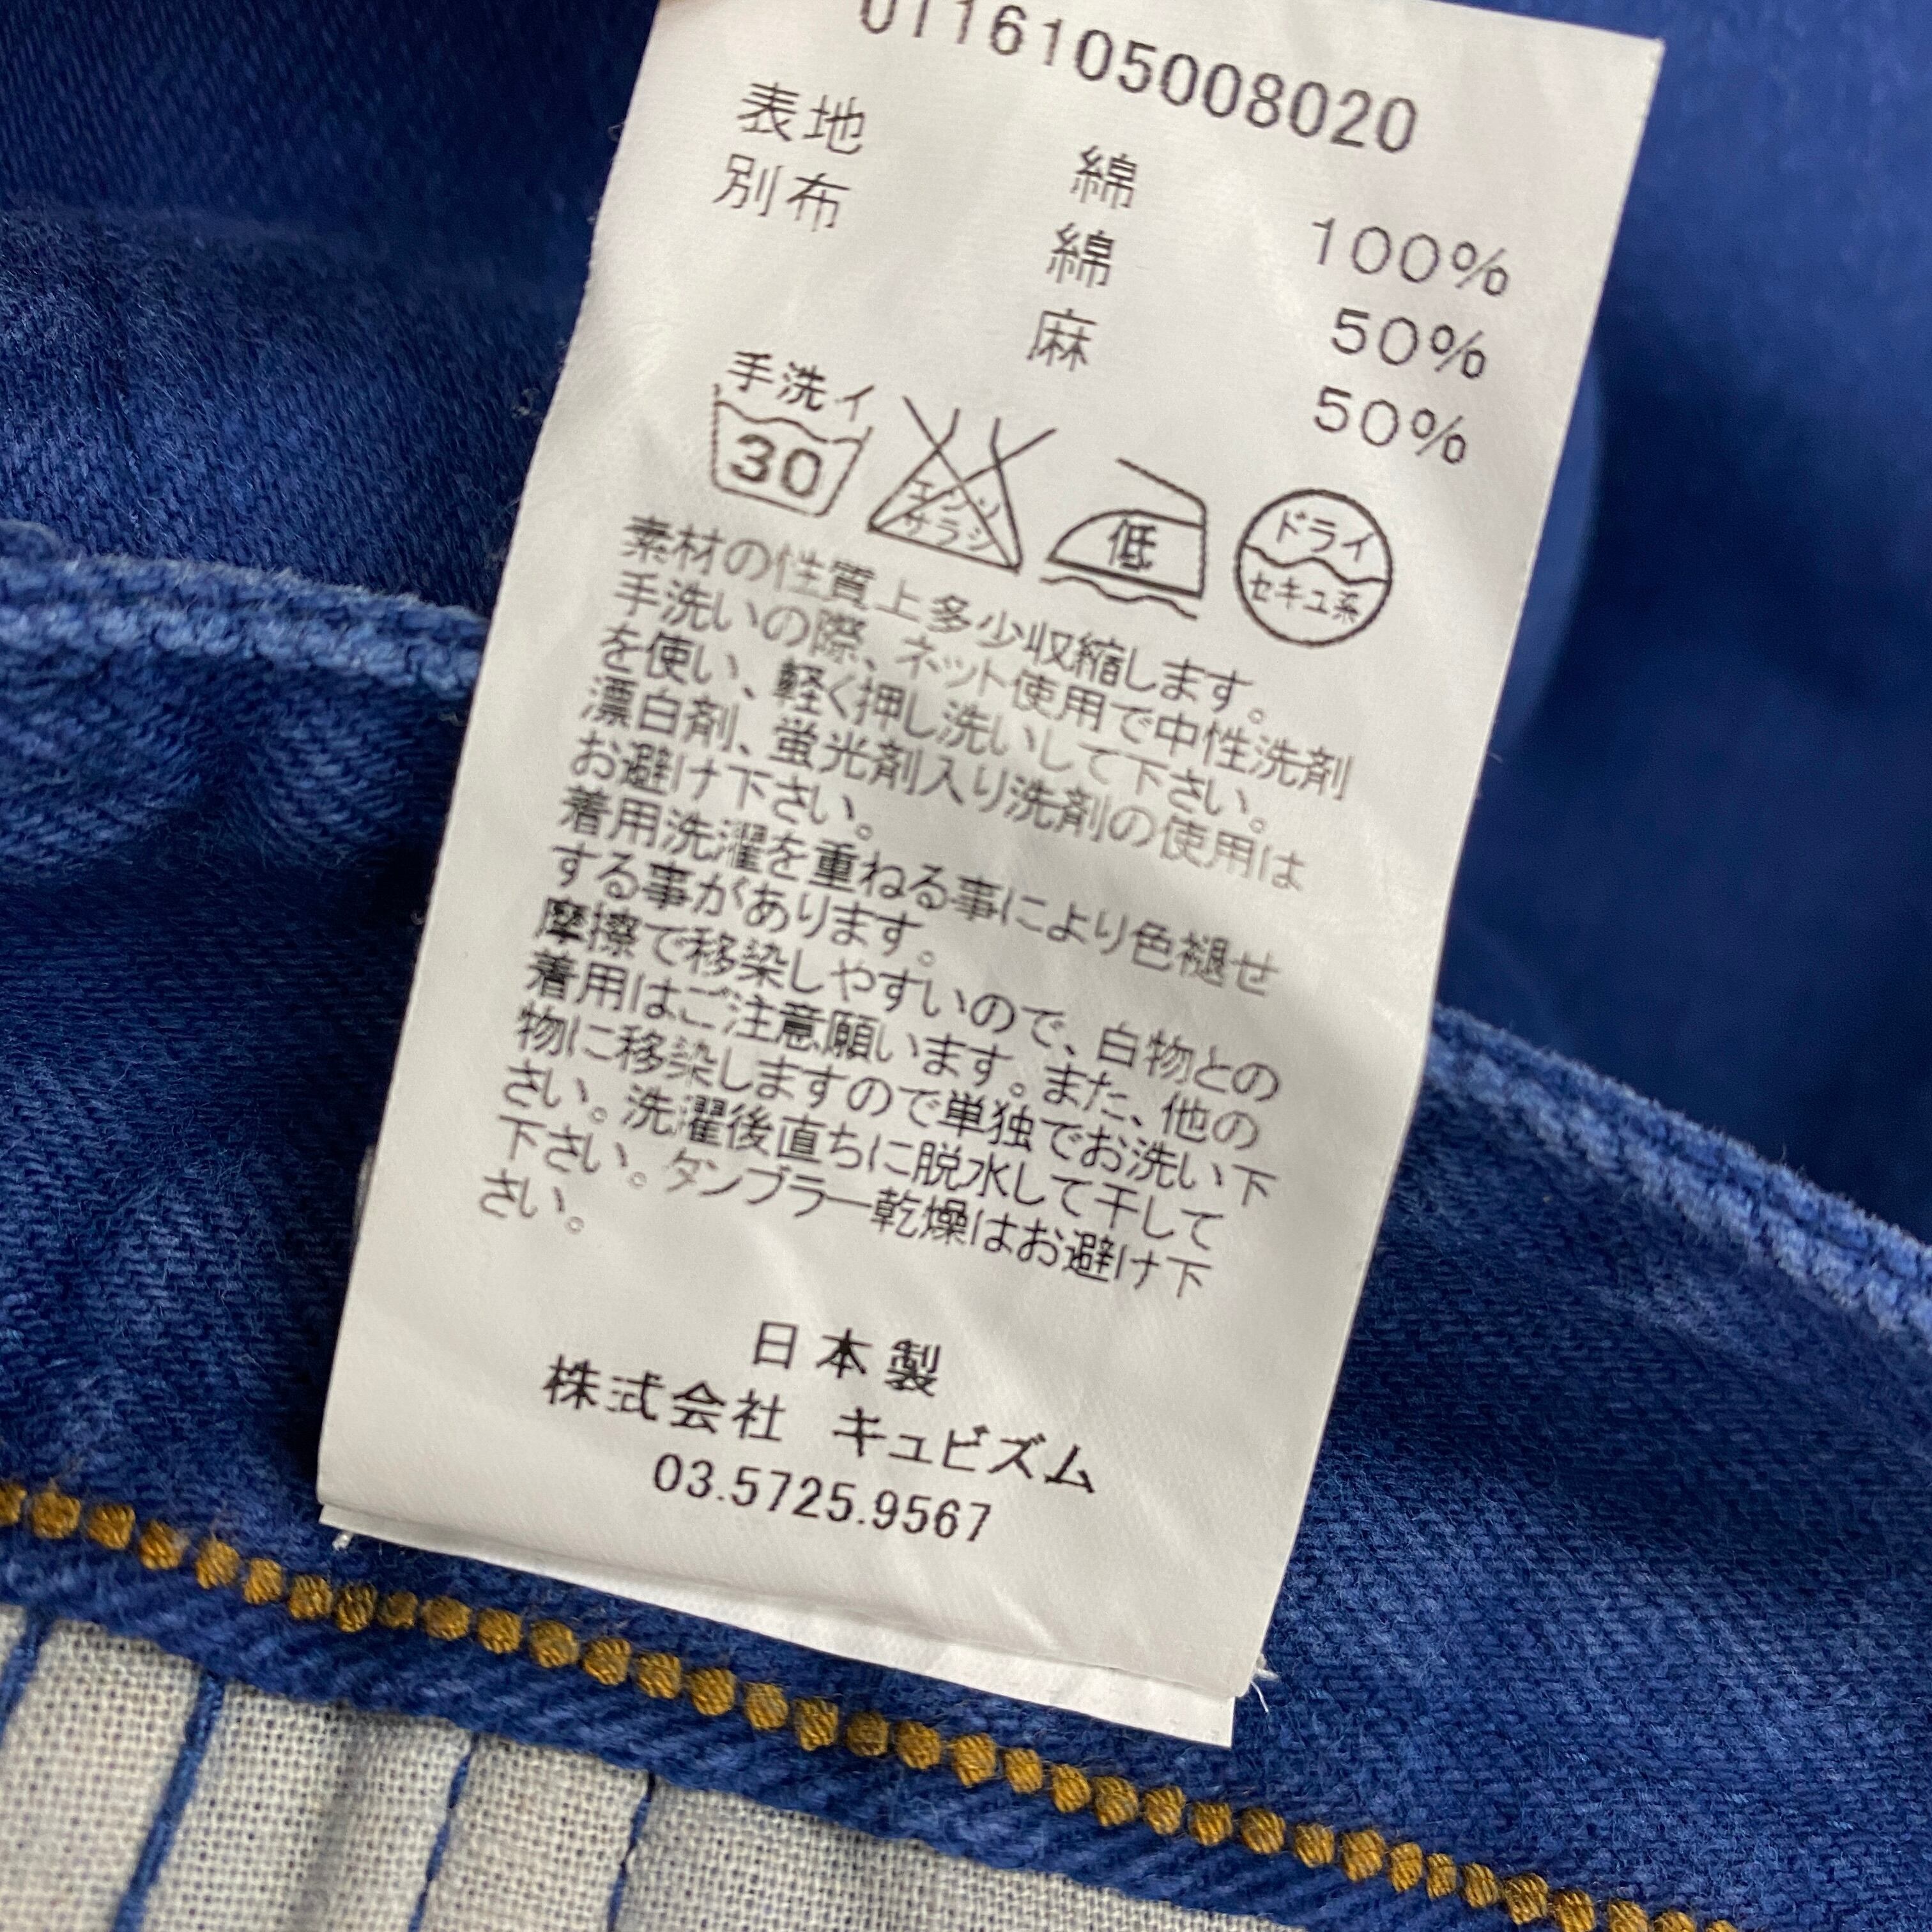 0116105008020
表地 綿 100%
別布 綿 50%
麻 50%
手洗イ
30
エンソ
サラシ
低
ドライ
セキユ系
素材の性質上多少収縮します。
手洗いの際、ネット使用で中性洗剤
を使い、軽く押し洗いして下さい。
漂白剤、蛍光剤入り洗剤の使用は
お避け下さい。
着用洗濯を重ねる事により色褪せ
する事があります。
摩擦で移染しやすいので、白物との
着用はご注意願います。また、他の
物に移染しますので単独でお洗い下
さい。洗濯後直ちに脱水して干して
下さい。タンブラー乾燥はお避け下
さい。
日本製
株式会社 キュビズム
03.5725.9567